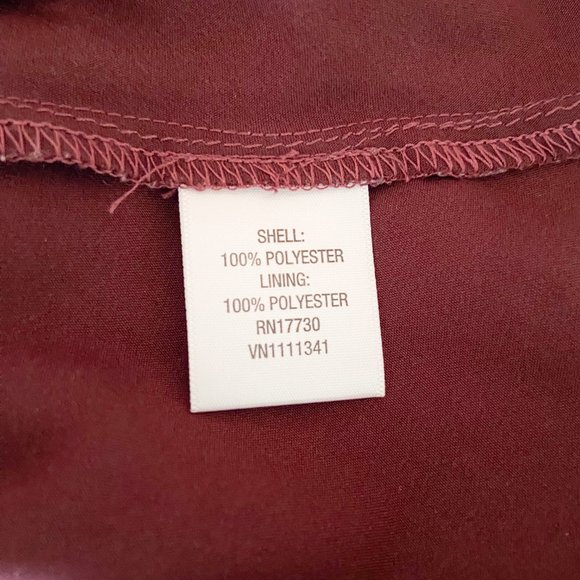 SHELL:
100% POLYESTER
LINING:
100% POLYESTER
RN17730
VN1111341